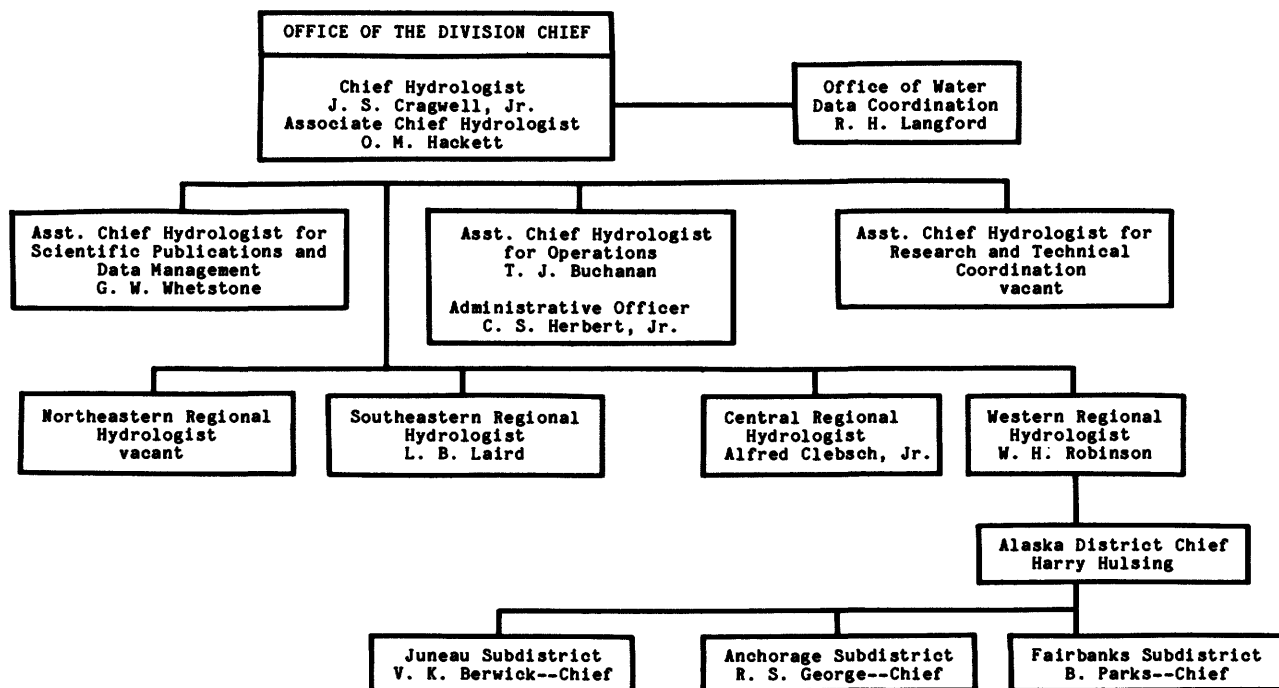 OFFICE OF THE DIVISION CHIEF
Chief Hydrologist
J. S. Cragwell, Jr.
Associate Chief Hydrologist
O. M. Hackett
Office of Water
Data Coordination
R. H. Langford
Asst. Chief Hydrologist for
Scientific Publications and
Data Management
G. W. Whetstone
Asst. Chief Hydrologist
for Operations
T. J. Buchanan
Administrative Officer
C. S. Herbert, Jr.
Asst. Chief Hydrologist for
Research and Technical
Coordination
vacant
Northeastern Regional
Hydrologist
vacant
Southeastern Regional
Hydrologist
L. B. Laird
Central Regional
Hydrologist
Alfred Clebsch, Jr.
Western Regional
Hydrologist
W. H. Robinson
Alaska District Chief
Harry Hulsing
Juneau Subdistrict
V. K. Berwick--Chief
Anchorage Subdistrict
R. S. George--Chief
Fairbanks Subdistrict
B. Parks--Chief